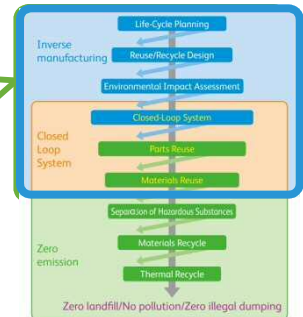 Life-Cycle Planning
Inverse
manufacturing
Reuse/Recycle Design
Environmental Impact Assessment
Closed-Loop System
Closed
Loop
System
Parts Reuse
Materials Reuse
Separation of Hazardous Substances
Zero
emission
Materials Recycle
Thermal Recycle
Zero landfill/No pollution/Zero illegal dumping